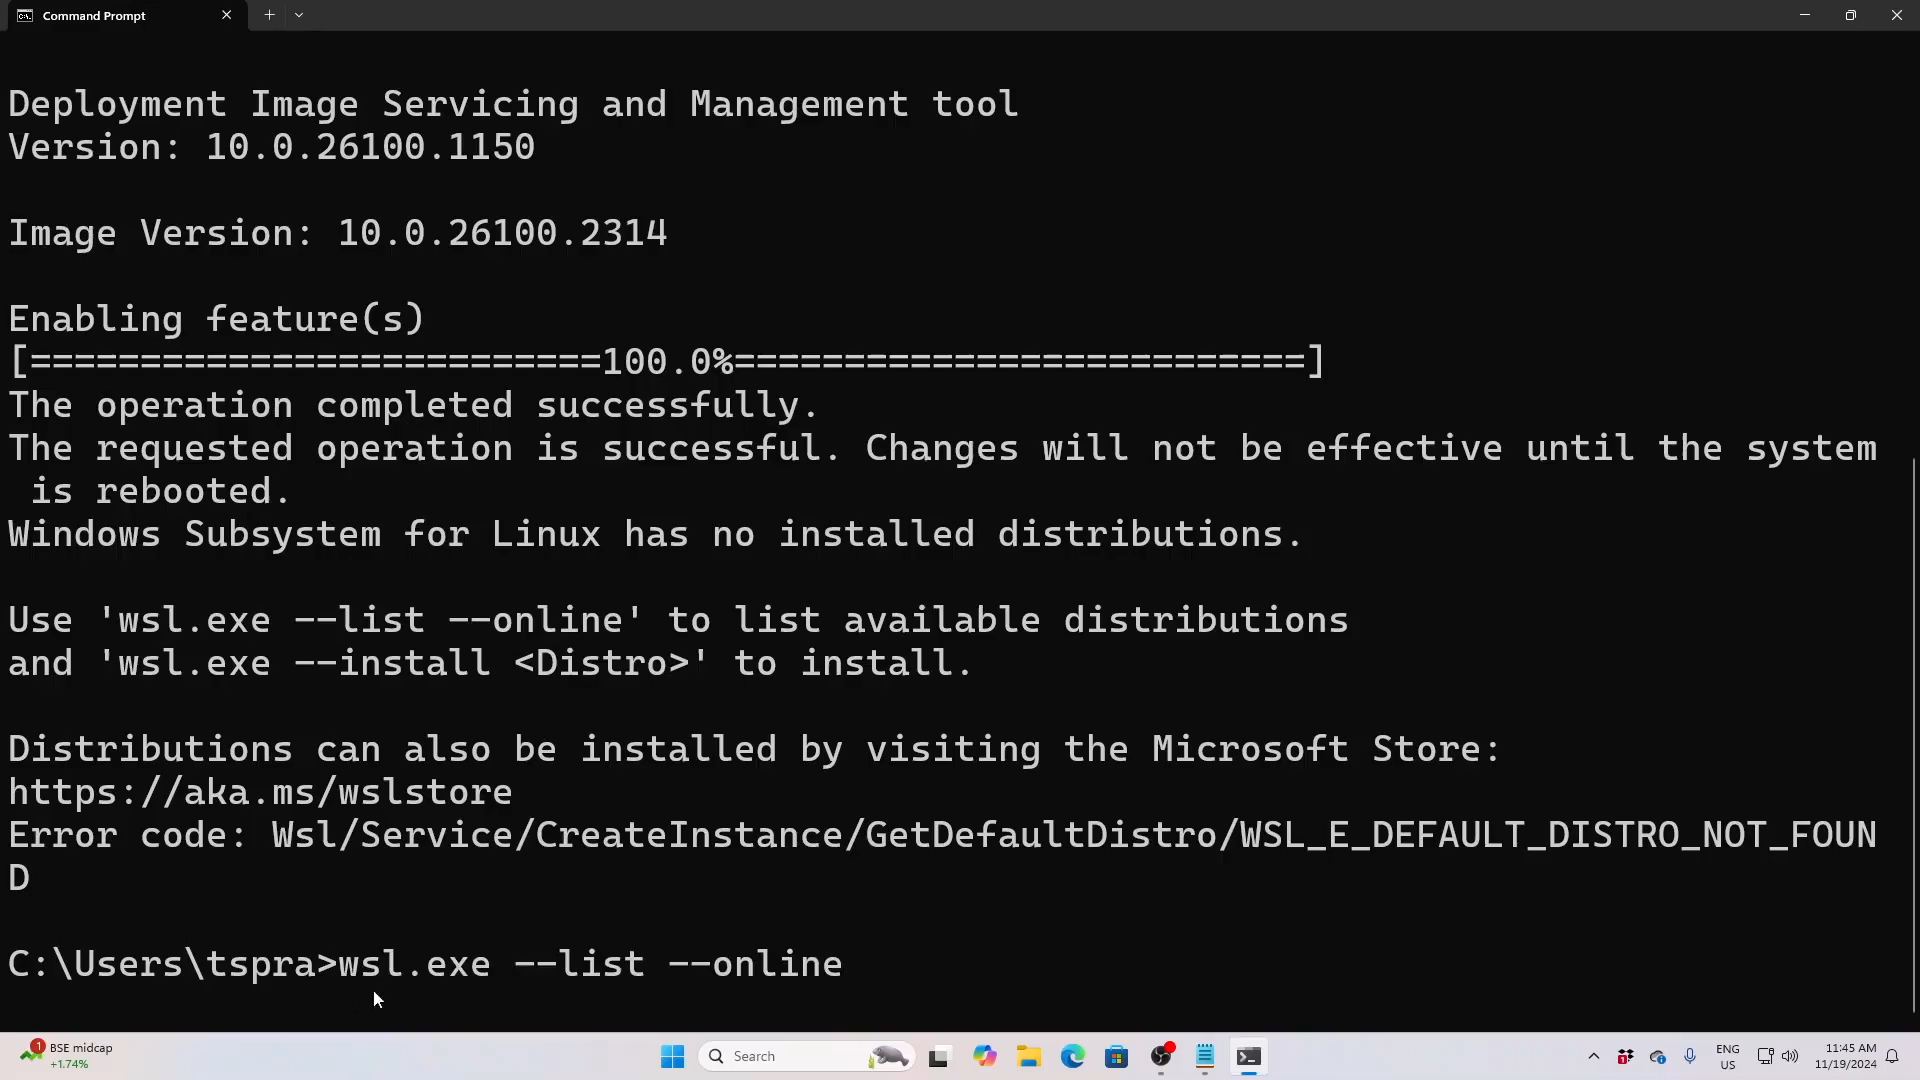 Command Prompt
Deployment Image Servicing and Management tool
Version: 10.0.26100.1150
Image Version: 10.0.26100.2314
Enabling feature(s)
[==========================100.0%==========================]
The operation completed successfully.
The requested operation is successful. Changes will not be effective until the system
is rebooted.
Windows Subsystem for Linux has no installed distributions.
Use 'wsl.exe --list --online' to list available distributions
and 'wsl.exe --install <Distro>' to install.
Distributions can also be installed by visiting the Microsoft Store:
https://aka.ms/wslstore
Error code: Wsl/Service/CreateInstance/GetDefaultDistro/WSL_E_DEFAULT_DISTRO_NOT_FOUN
D
C:\Users\tspra>wsl.exe --list --online
1
BSE midcap
+1.74%
Search
1
ENG
US
11:45 AM
11/19/2024